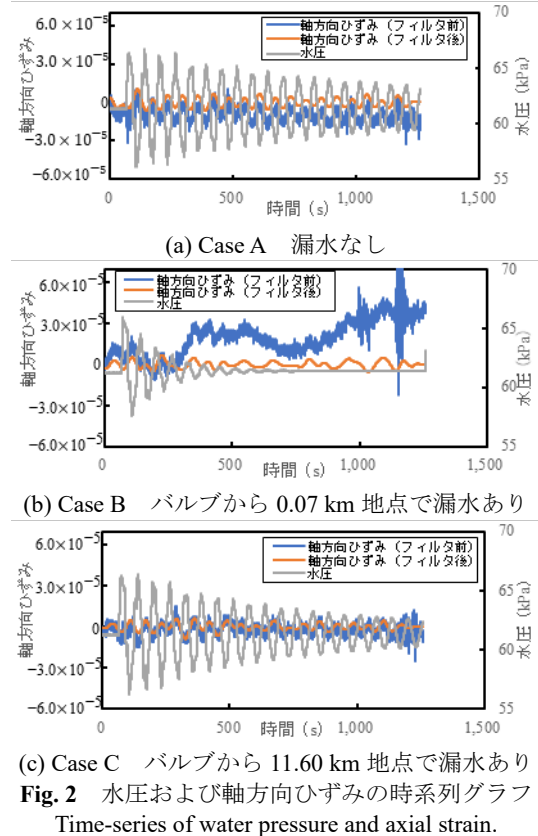 6.0×10⁻⁵
3.0×10⁻⁵
0
−3.0×10⁻⁵
−6.0×10⁻⁵
軸方向ひずみ
軸方向ひずみ（フィルタ前）
軸方向ひずみ（フィルタ後）
水圧
70
65
60
55
水圧 (kPa)
0
500
1,000
1,500
時間 (s)
(a) Case A　漏水なし
6.0×10⁻⁵
3.0×10⁻⁵
0
−3.0×10⁻⁵
−6.0×10⁻⁵
軸方向ひずみ
軸方向ひずみ（フィルタ前）
軸方向ひずみ（フィルタ後）
水圧
70
65
60
55
水圧 (kPa)
0
500
1,000
1,500
時間 (s)
(b) Case B　バルブから 0.07 km 地点で漏水あり
6.0×10⁻⁵
3.0×10⁻⁵
0
−3.0×10⁻⁵
−6.0×10⁻⁵
軸方向ひずみ
軸方向ひずみ（フィルタ前）
軸方向ひずみ（フィルタ後）
水圧
70
65
60
55
水圧 (kPa)
0
500
1,000
1,500
時間 (s)
(c) Case C　バルブから 11.60 km 地点で漏水あり
Fig. 2　水圧および軸方向ひずみの時系列グラフ
Time-series of water pressure and axial strain.